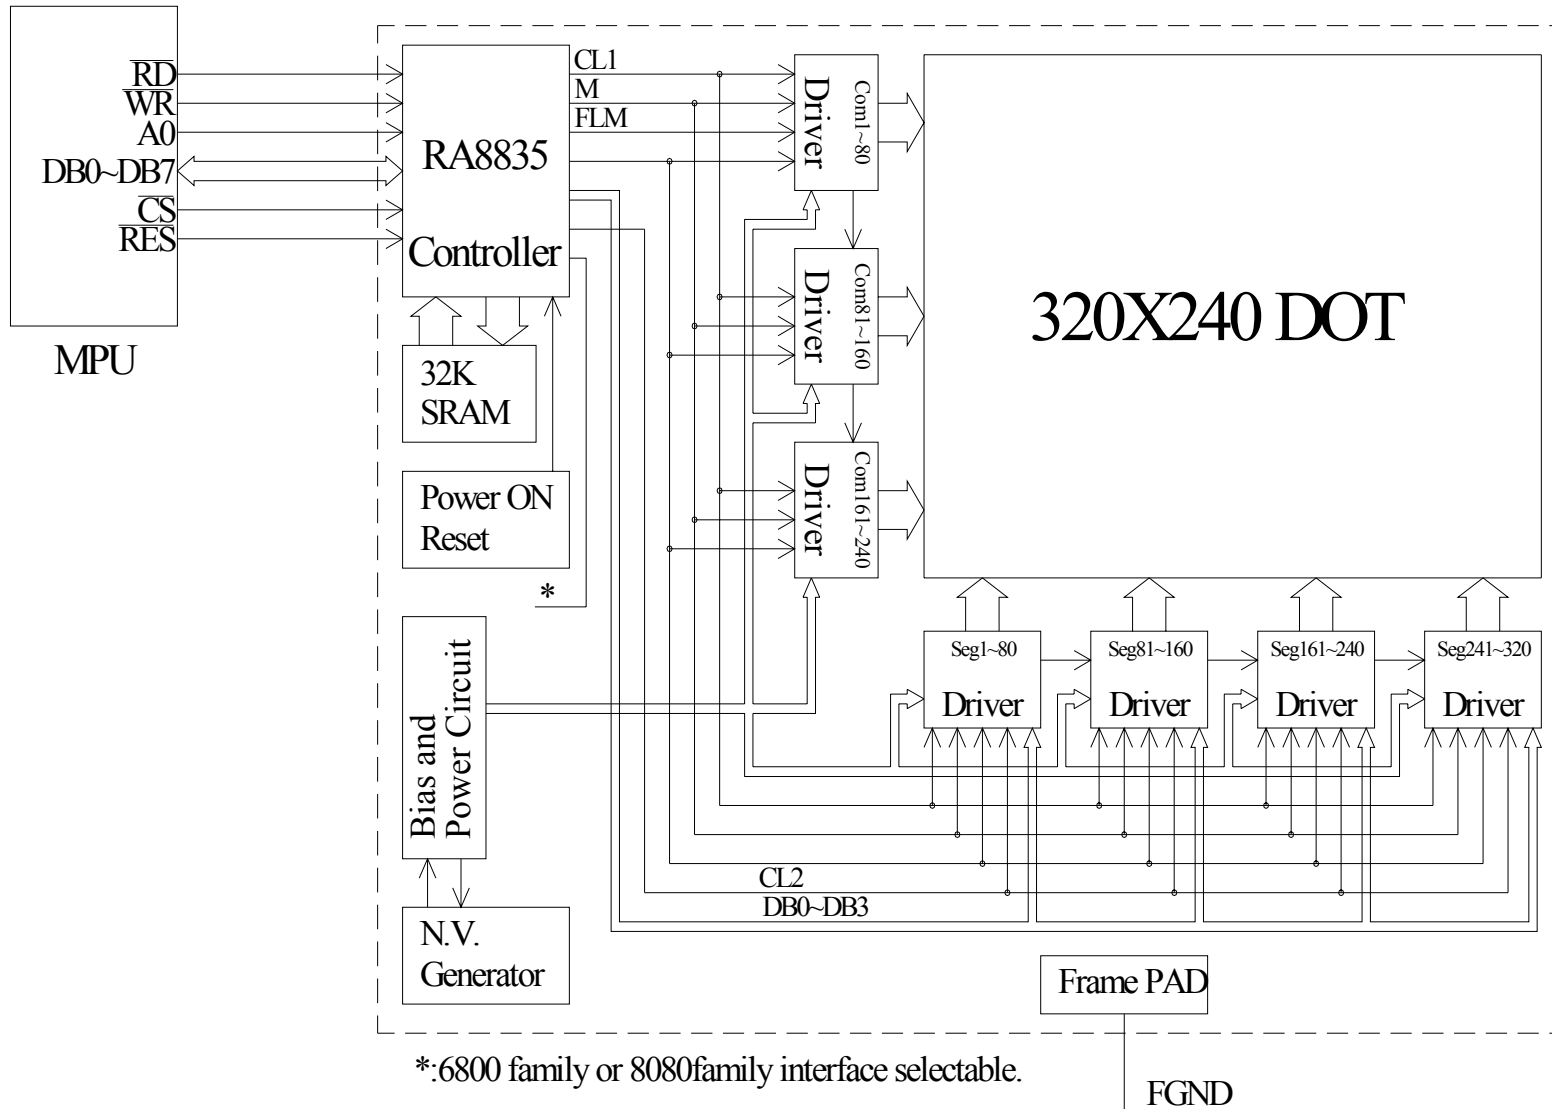 RD
WR
A0
DB0~DB7
CS
RES
MPU
RA8835
Controller
CL1
M
FLM
32K
SRAM
Power ON
Reset
*
Bias and
Power Circuit
N.V.
Generator
Driver
Com1~80
Driver
Com81~160
Driver
Com161~240
320X240 DOT
Seg1~80
Driver
Seg81~160
Driver
Seg161~240
Driver
Seg241~320
Driver
CL2
DB0~DB3
Frame PAD
*:6800 family or 8080family interface selectable.
FGND